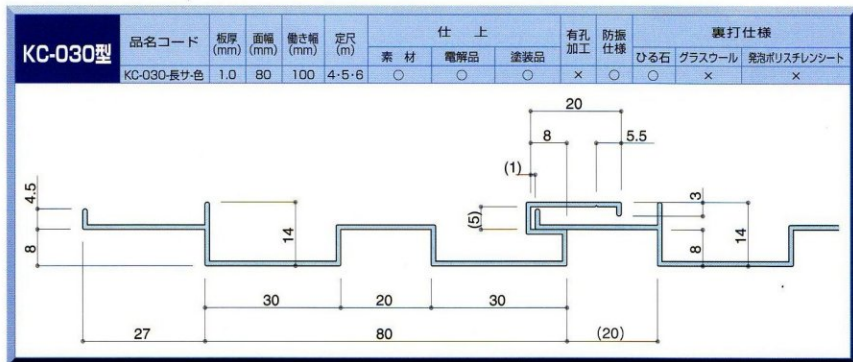 KC-030型 品名コード 板厚(mm) 面幅(mm) 働き幅(mm) 定尺(m) 仕上 有孔加工 防振仕様 裏打仕様
素材 電解品 塗装品 ひる石 グラスウール 発泡ポリスチレンシート
KC-030-長サ-色 1.0 80 100 4・5・6 ○ ○ ○ × ○ ○ × ×
20
8 5.5
(1)
4.5 14 (5) 3 14
8 8
30 20 30
27 80 (20)